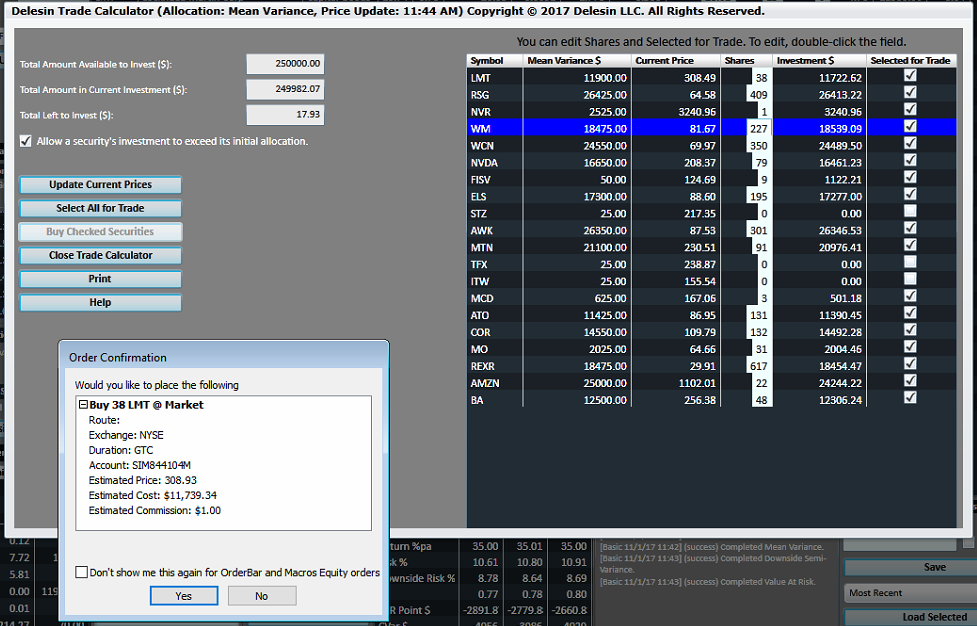 Delesin Trade Calculator (Allocation: Mean Variance, Price Update: 11:44 AM) Copyright © 2017 Delesin LLC. All Rights Reserved.
You can edit Shares and Selected for Trade. To edit, double-click the field.
Total Amount Available to Invest ($): 250000.00
Total Amount in Current Investment ($): 249982.07
Total Left to Invest ($): 17.93
Allow a security's investment to exceed its initial allocation.
Update Current Prices
Select All for Trade
Buy Checked Securities
Close Trade Calculator
Print
Help
Symbol Mean Variance $ Current Price Shares Investment $ Selected for Trade
LMT 11900.00 308.49 38 11722.62
RSG 26425.00 64.58 409 26413.22
NVR 2525.00 3240.96 1 3240.96
WM 18475.00 81.67 227 18539.09
WCN 24550.00 69.97 350 24489.50
NVDA 16650.00 208.37 79 16461.23
FISV 50.00 124.69 9 1122.21
ELS 17300.00 88.60 195 17277.00
STZ 25.00 217.35 0 0.00
AWK 26350.00 87.53 301 26346.53
MTN 21100.00 230.51 91 20976.41
TFX 25.00 238.87 0 0.00
ITW 25.00 155.54 0 0.00
MCD 625.00 167.06 3 501.18
ATO 11425.00 86.95 131 11390.45
COR 14550.00 109.79 132 14492.28
MO 2025.00 64.66 31 2004.46
REXR 18475.00 29.91 617 18454.47
AMZN 25000.00 1102.01 22 24244.22
BA 12500.00 256.38 48 12306.24
Order Confirmation
Would you like to place the following
Buy 38 LMT @ Market
Route:
Exchange: NYSE
Duration: GTC
Account: SIM844104M
Estimated Price: 308.93
Estimated Cost: $11,739.34
Estimated Commission: $1.00
Don't show me this again for OrderBar and Macros Equity orders
Yes No
0.12
7.72
5.81
0.00
0.01
%pa 35.00 35.01 35.00
% 10.61 10.80 10.91
Risk % 8.78 8.64 8.69
0.77 0.78 0.80
Point $ -2891.8 -2779.8 -2660.8
[Basic 11/1/17 11:42] (success) Completed Mean Variance.
[Basic 11/1/17 11:43] (success) Completed Downside Semi-
Variance.
[Basic 11/1/17 11:43] (success) Completed Value At Risk.
Save
Most Recent
Load Selected